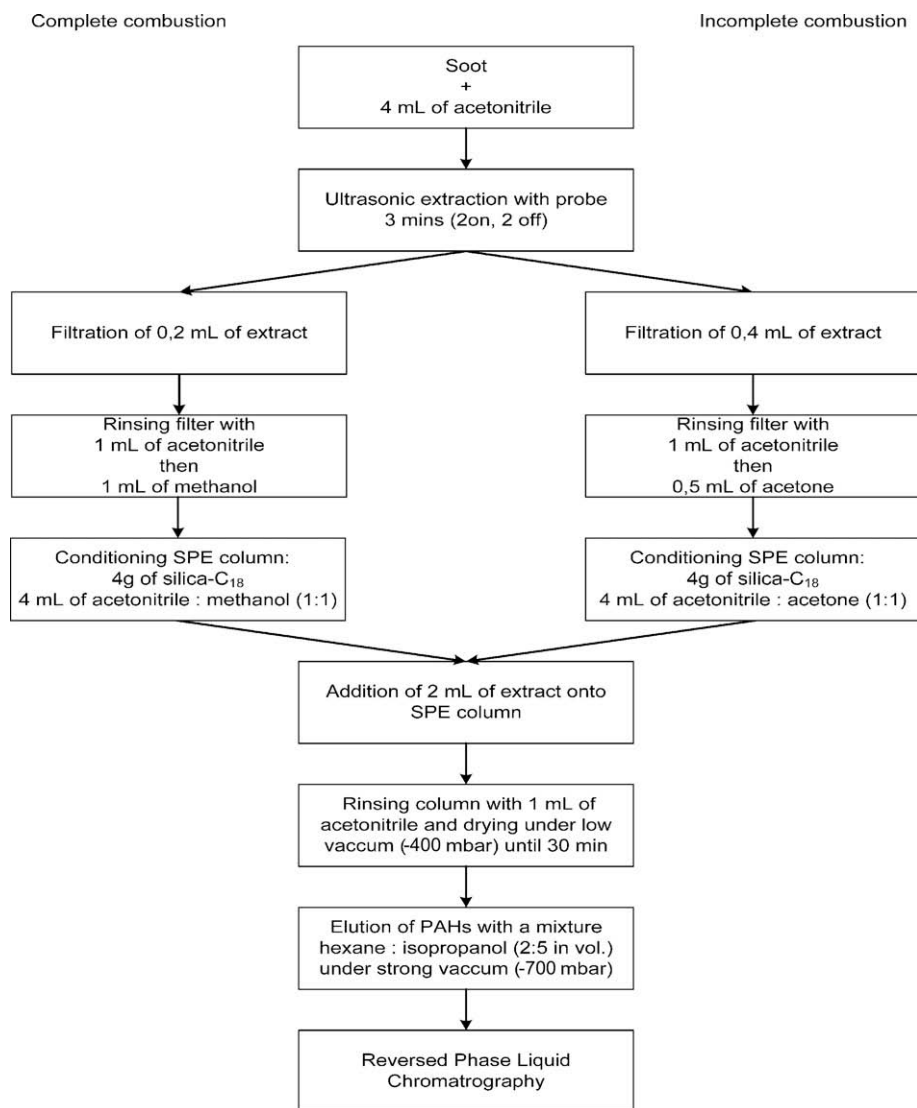 Complete combustion
Incomplete combustion
Soot
+
4 mL of acetonitrile
Ultrasonic extraction with probe
3 mins (2on, 2 off)
Filtration of 0,2 mL of extract
Filtration of 0,4 mL of extract
Rinsing filter with
1 mL of acetonitrile
then
1 mL of methanol
Rinsing filter with
1 mL of acetonitrile
then
0,5 mL of acetone
Conditioning SPE column:
4g of silica-C₁₈
4 mL of acetonitrile : methanol (1:1)
Conditioning SPE column:
4g of silica-C₁₈
4 mL of acetonitrile : acetone (1:1)
Addition of 2 mL of extract onto
SPE column
Rinsing column with 1 mL of
acetonitrile and drying under low
vaccum (-400 mbar) until 30 min
Elution of PAHs with a mixture
hexane : isopropanol (2:5 in vol.)
under strong vaccum (-700 mbar)
Reversed Phase Liquid
Chromatrography